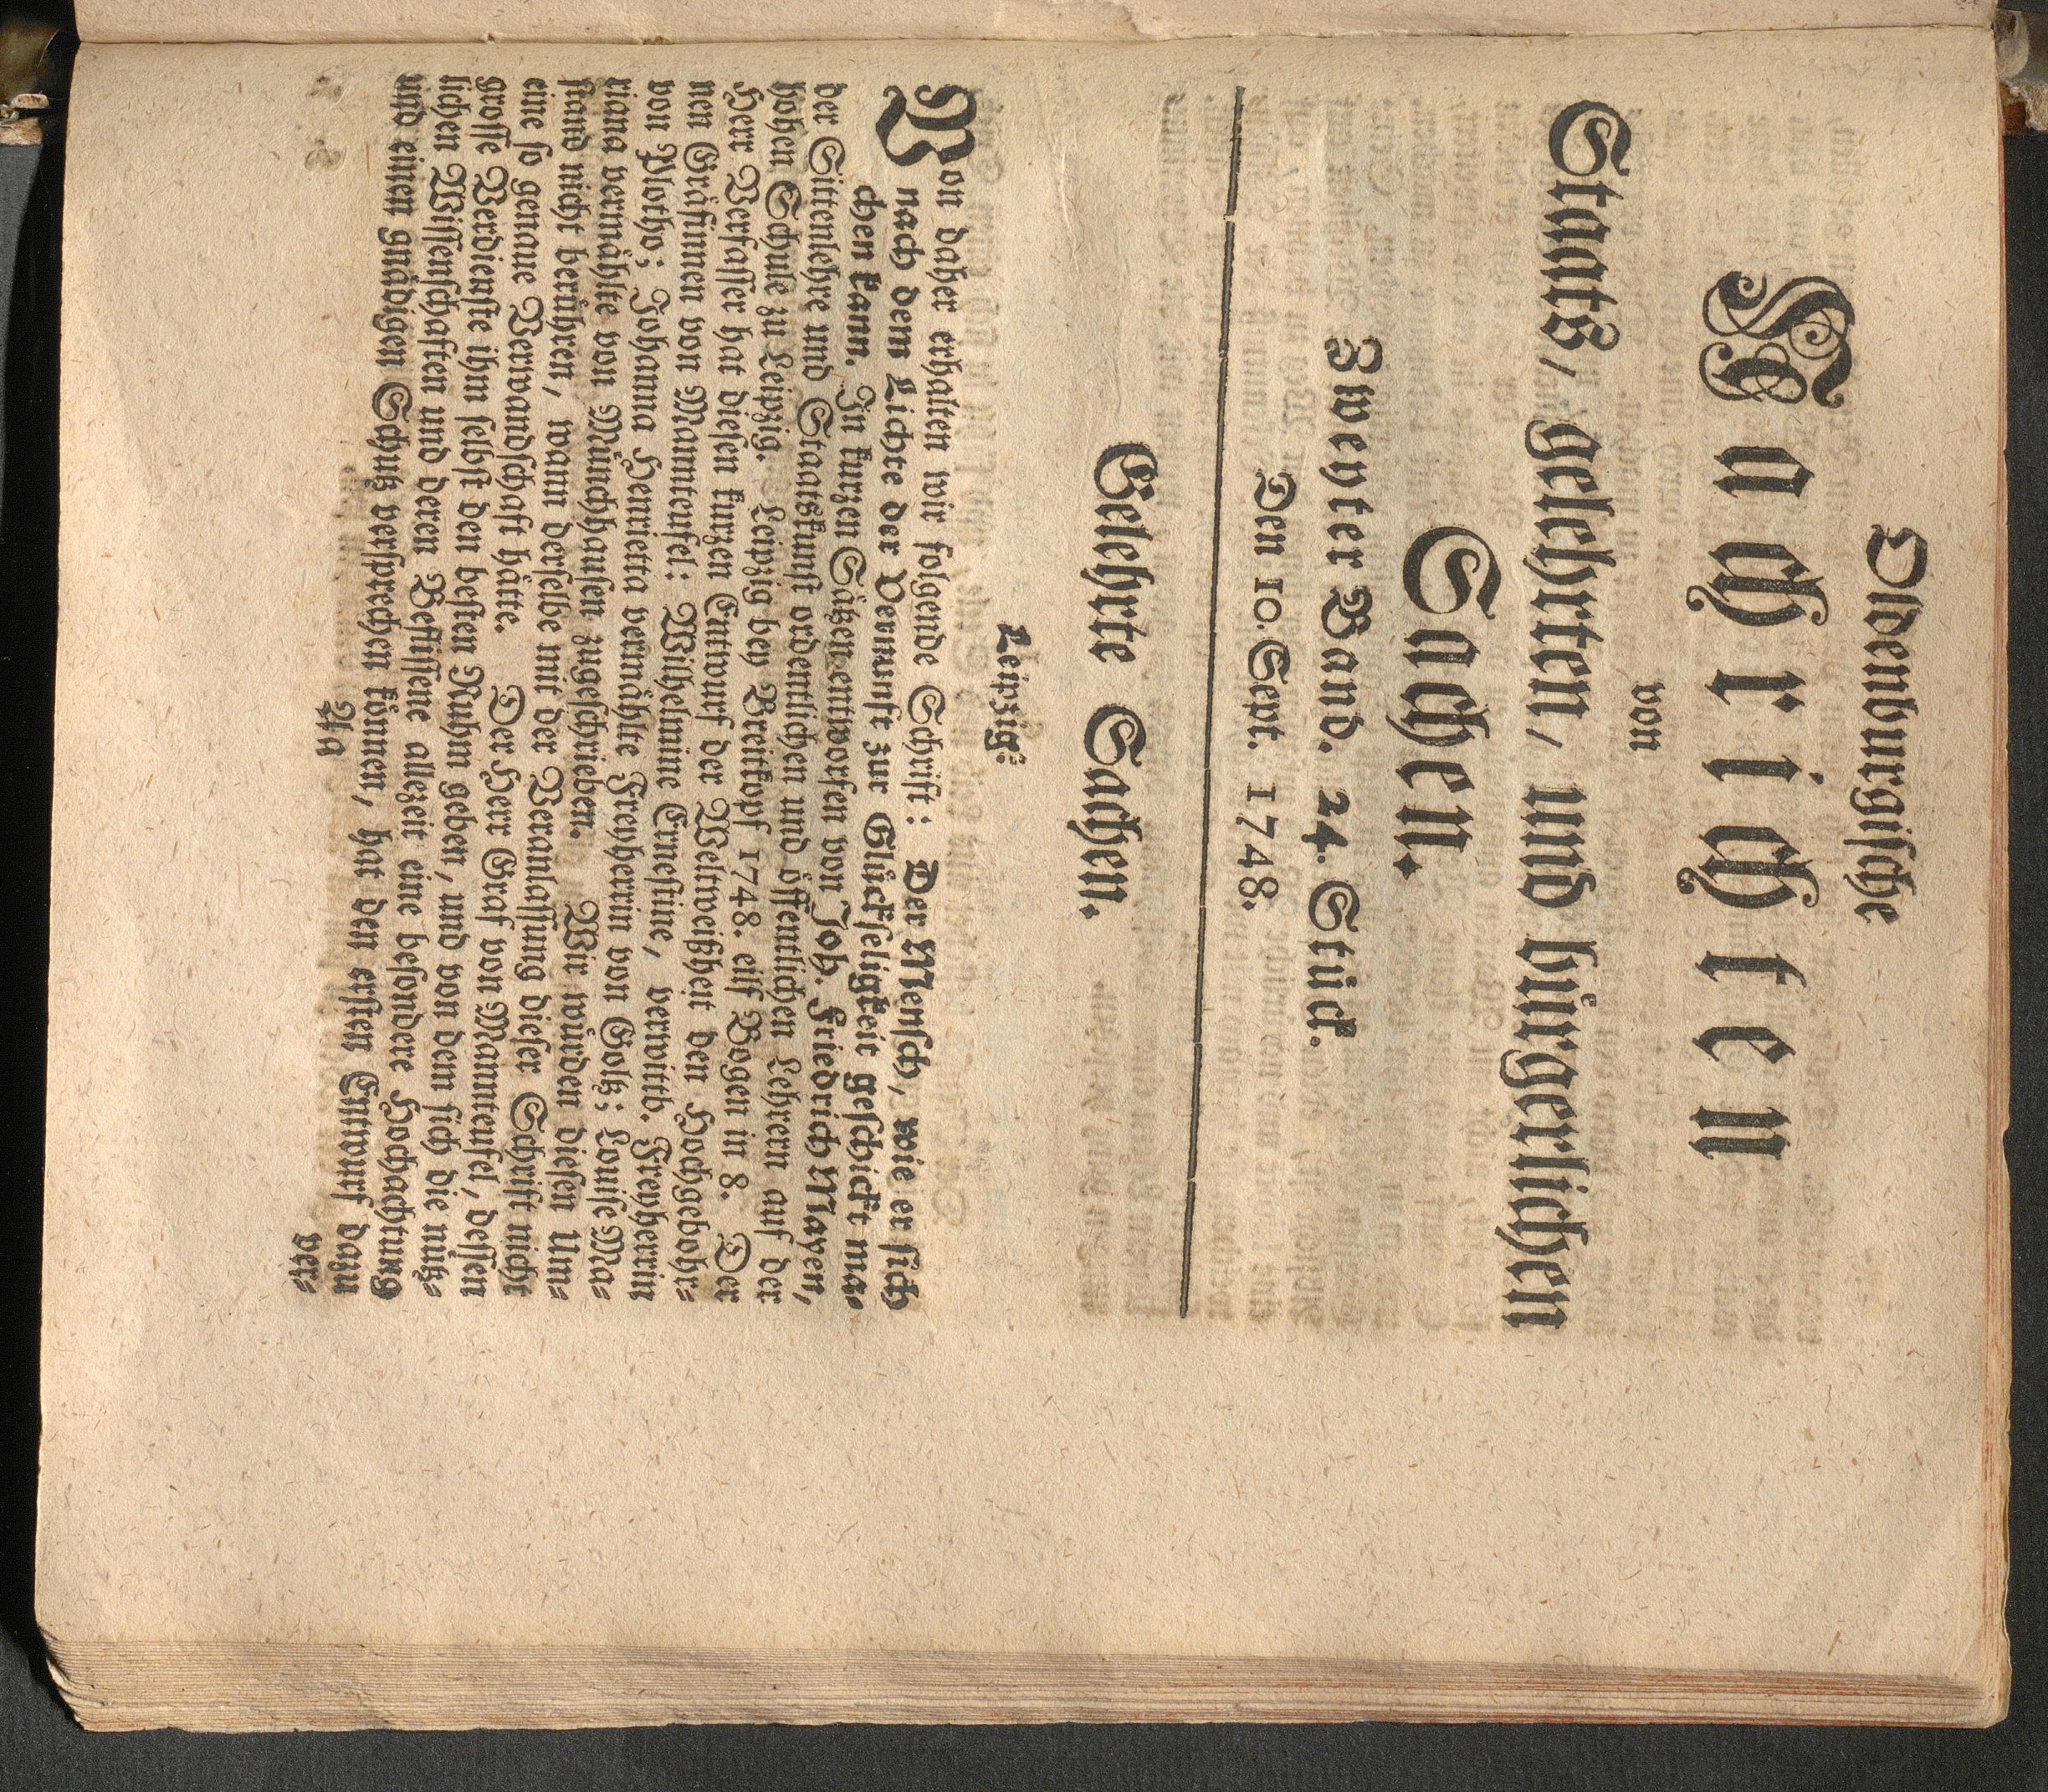 Oldenburgische
Nachrichten
von
Staats, gelehrten, und bürgerlichen
Sachen.
Zweyter Band. 24. Stück.
Den 10. Sept. 1748.
Gelehrte Sachen.
Leipzig:
Von daher erhalten wir folgende Schrift: Der Mensch, wie er sich
nach dem Lichte der Vernunft zur Glückseligkeit geschickt ma-
chen kann. In kurzen Sätzen entworfen von Joh. Friedrich Mayen,
der Sittenlehre und Staatskunst ordentlichen und öffentlichen Lehrern auf der
hohen Schule zu Leipzig. Leipzig bey Breitkopf 1748. eilf Bogen in 8. Der
Herr Verfasser hat diesen kurzen Entwurf der Weltweißheit den Hochgebohr-
nen Gräfinnen von Mannteufel: Wilhelmine Ernestine, verwittb. Freyherrin
von Plotho; Johanna Henrietta vermählte Freyherrin von Goltz; Louise Ma-
riana vermählte von Münchhausen zugeschrieben. Wir würden diesen Um-
stand nicht berühren, wann derselbe mit der Veranlassung dieser Schrift nicht
eine so genaue Verwandschaft hätte. Der Herr Graf von Mannteufel, dessen
grosse Verdienste ihm selbst den besten Ruhm geben, und von dem sich die nütz-
lichen Wissenschaften und deren Beflissene allezeit eine besondere Hochachtung
und einen gnädigen Schutz versprechen können, hat den ersten Entwurf dazu
Aa
ver-